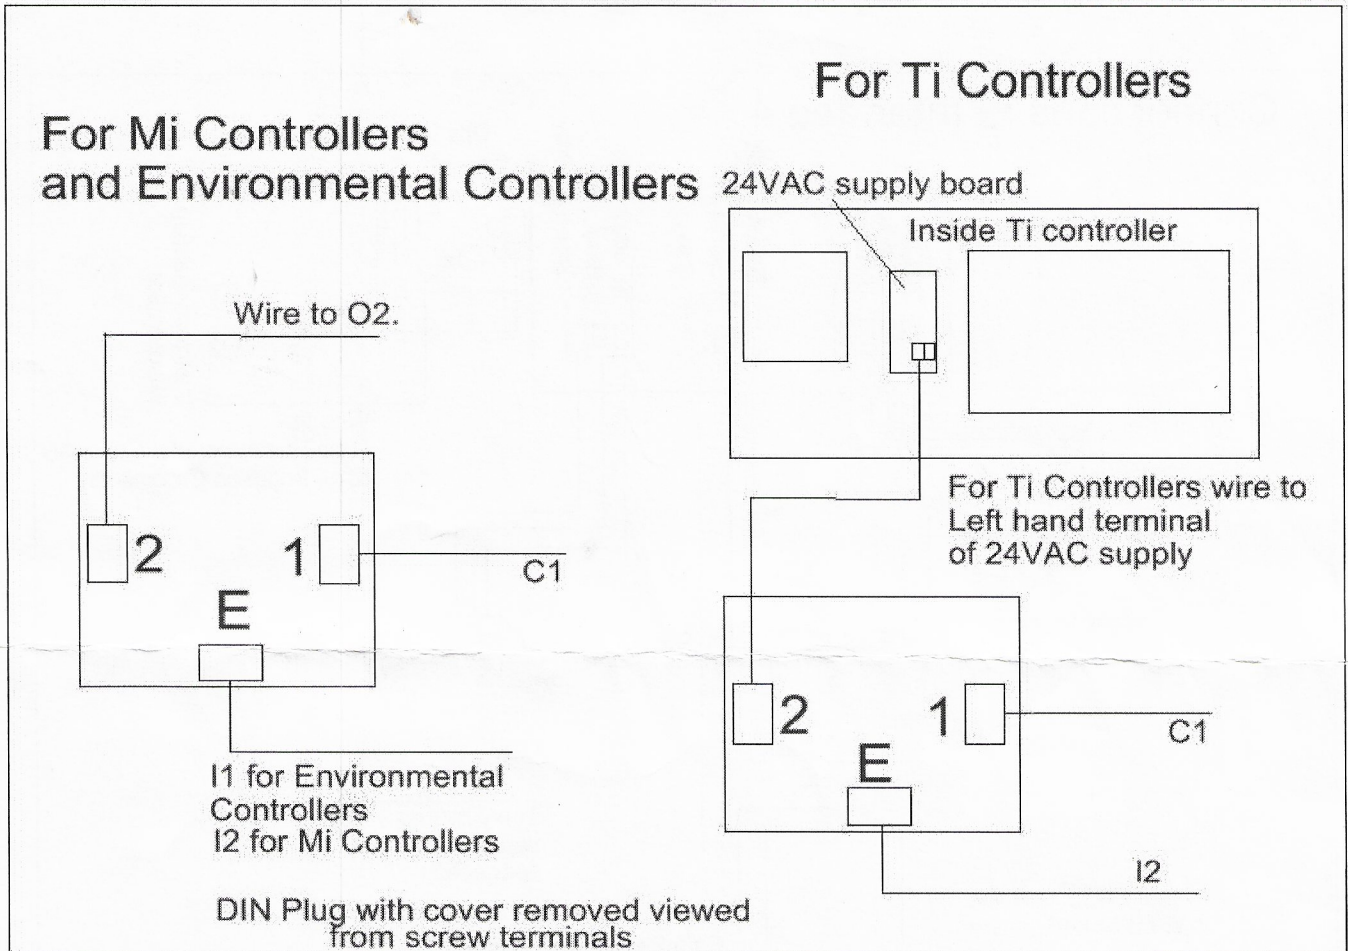 For Mi Controllers
and Environmental Controllers
Wire to O2.
2
1
C1
E
I1 for Environmental
Controllers
I2 for Mi Controllers
For Ti Controllers
24VAC supply board
Inside Ti controller
For Ti Controllers wire to
Left hand terminal
of 24VAC supply
2
1
C1
E
I2
DIN Plug with cover removed viewed
from screw terminals